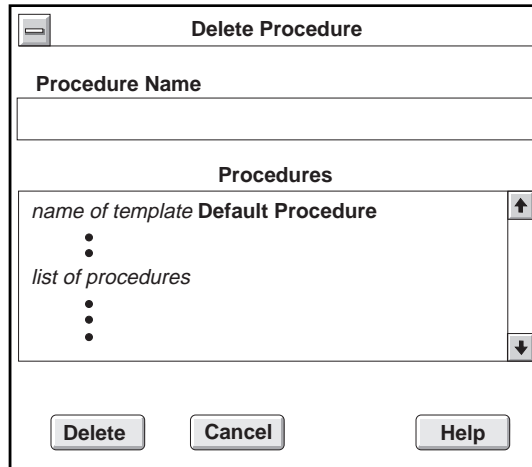 Delete Procedure
Procedure Name
Procedures
name of template Default Procedure
list of procedures
Delete Cancel Help